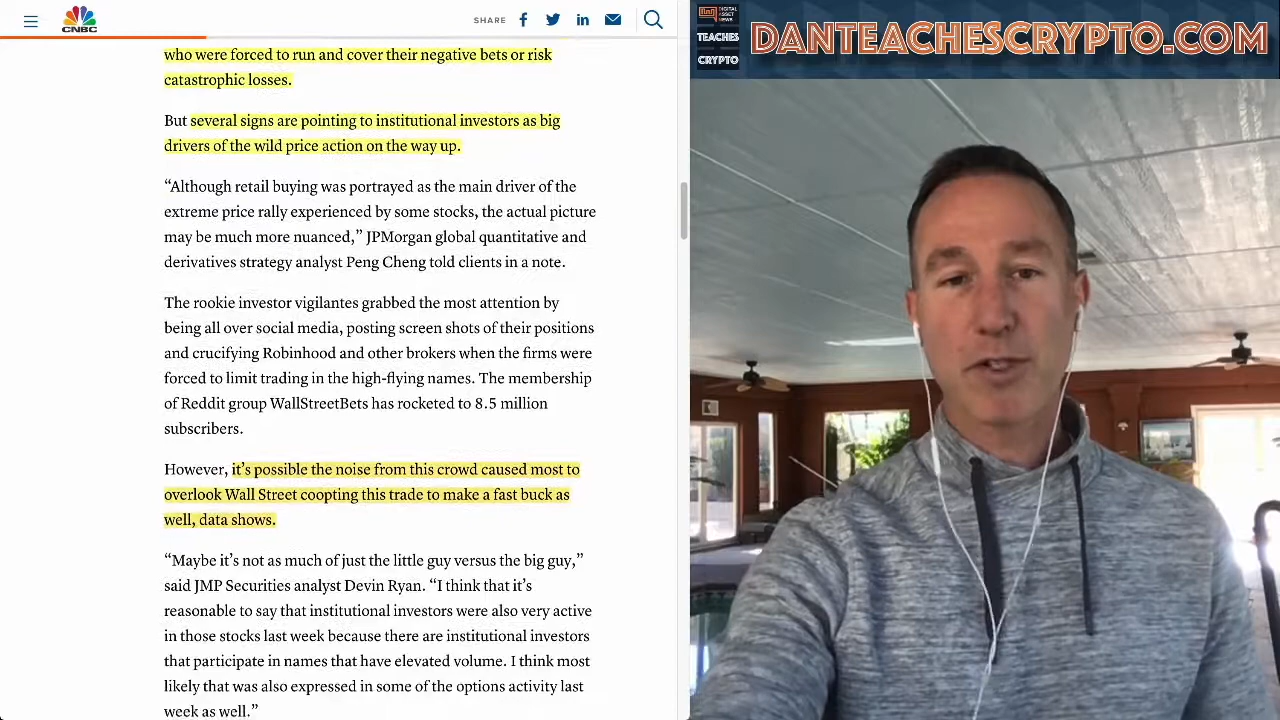 CNBC
SHARE
who were forced to run and cover their negative bets or risk
catastrophic losses.
But several signs are pointing to institutional investors as big
drivers of the wild price action on the way up.
“Although retail buying was portrayed as the main driver of the
extreme price rally experienced by some stocks, the actual picture
may be much more nuanced,” JPMorgan global quantitative and
derivatives strategy analyst Peng Cheng told clients in a note.
The rookie investor vigilantes grabbed the most attention by
being all over social media, posting screen shots of their positions
and crucifying Robinhood and other brokers when the firms were
forced to limit trading in the high-flying names. The membership
of Reddit group WallStreetBets has rocketed to 8.5 million
subscribers.
However, it’s possible the noise from this crowd caused most to
overlook Wall Street coopting this trade to make a fast buck as
well, data shows.
“Maybe it’s not as much of just the little guy versus the big guy,”
said JMP Securities analyst Devin Ryan. “I think that it’s
reasonable to say that institutional investors were also very active
in those stocks last week because there are institutional investors
that participate in names that have elevated volume. I think most
likely that was also expressed in some of the options activity last
week as well.”
DIGITAL
ASSET
NEWS
TEACHES
CRYPTO
DANTEACHESCRYPTO.COM